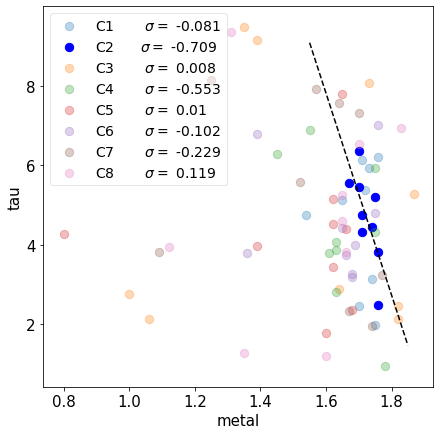 C1 σ = -0.081
C2 σ = -0.709
C3 σ = 0.008
C4 σ = -0.553
C5 σ = 0.01
C6 σ = -0.102
C7 σ = -0.229
C8 σ = 0.119
8
6
4
2
tau
0.8 1.0 1.2 1.4 1.6 1.8
metal